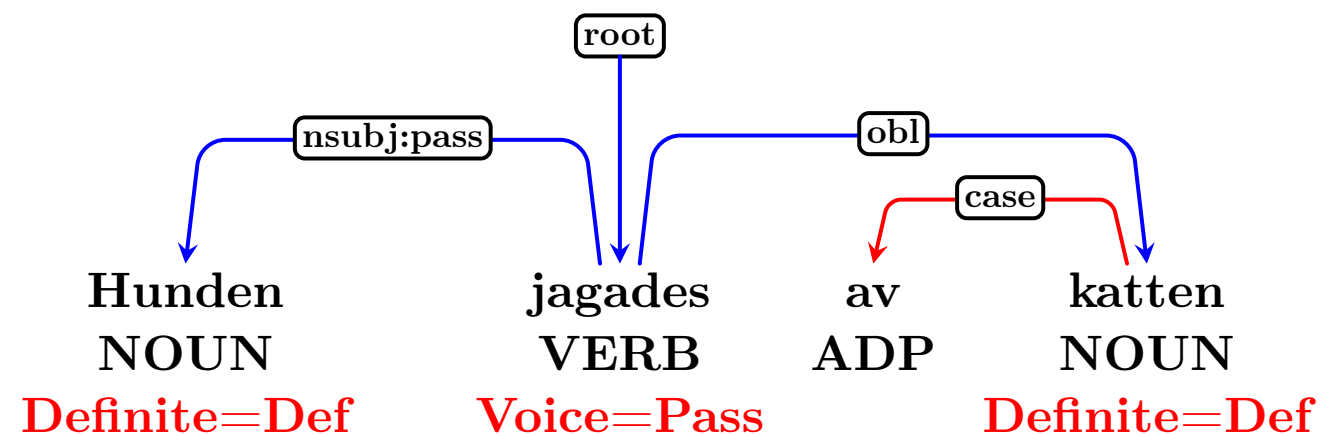 root
nsubj:pass
obl
case
Hunden jagades av katten
NOUN VERB ADP NOUN
Definite=Def Voice=Pass Definite=Def